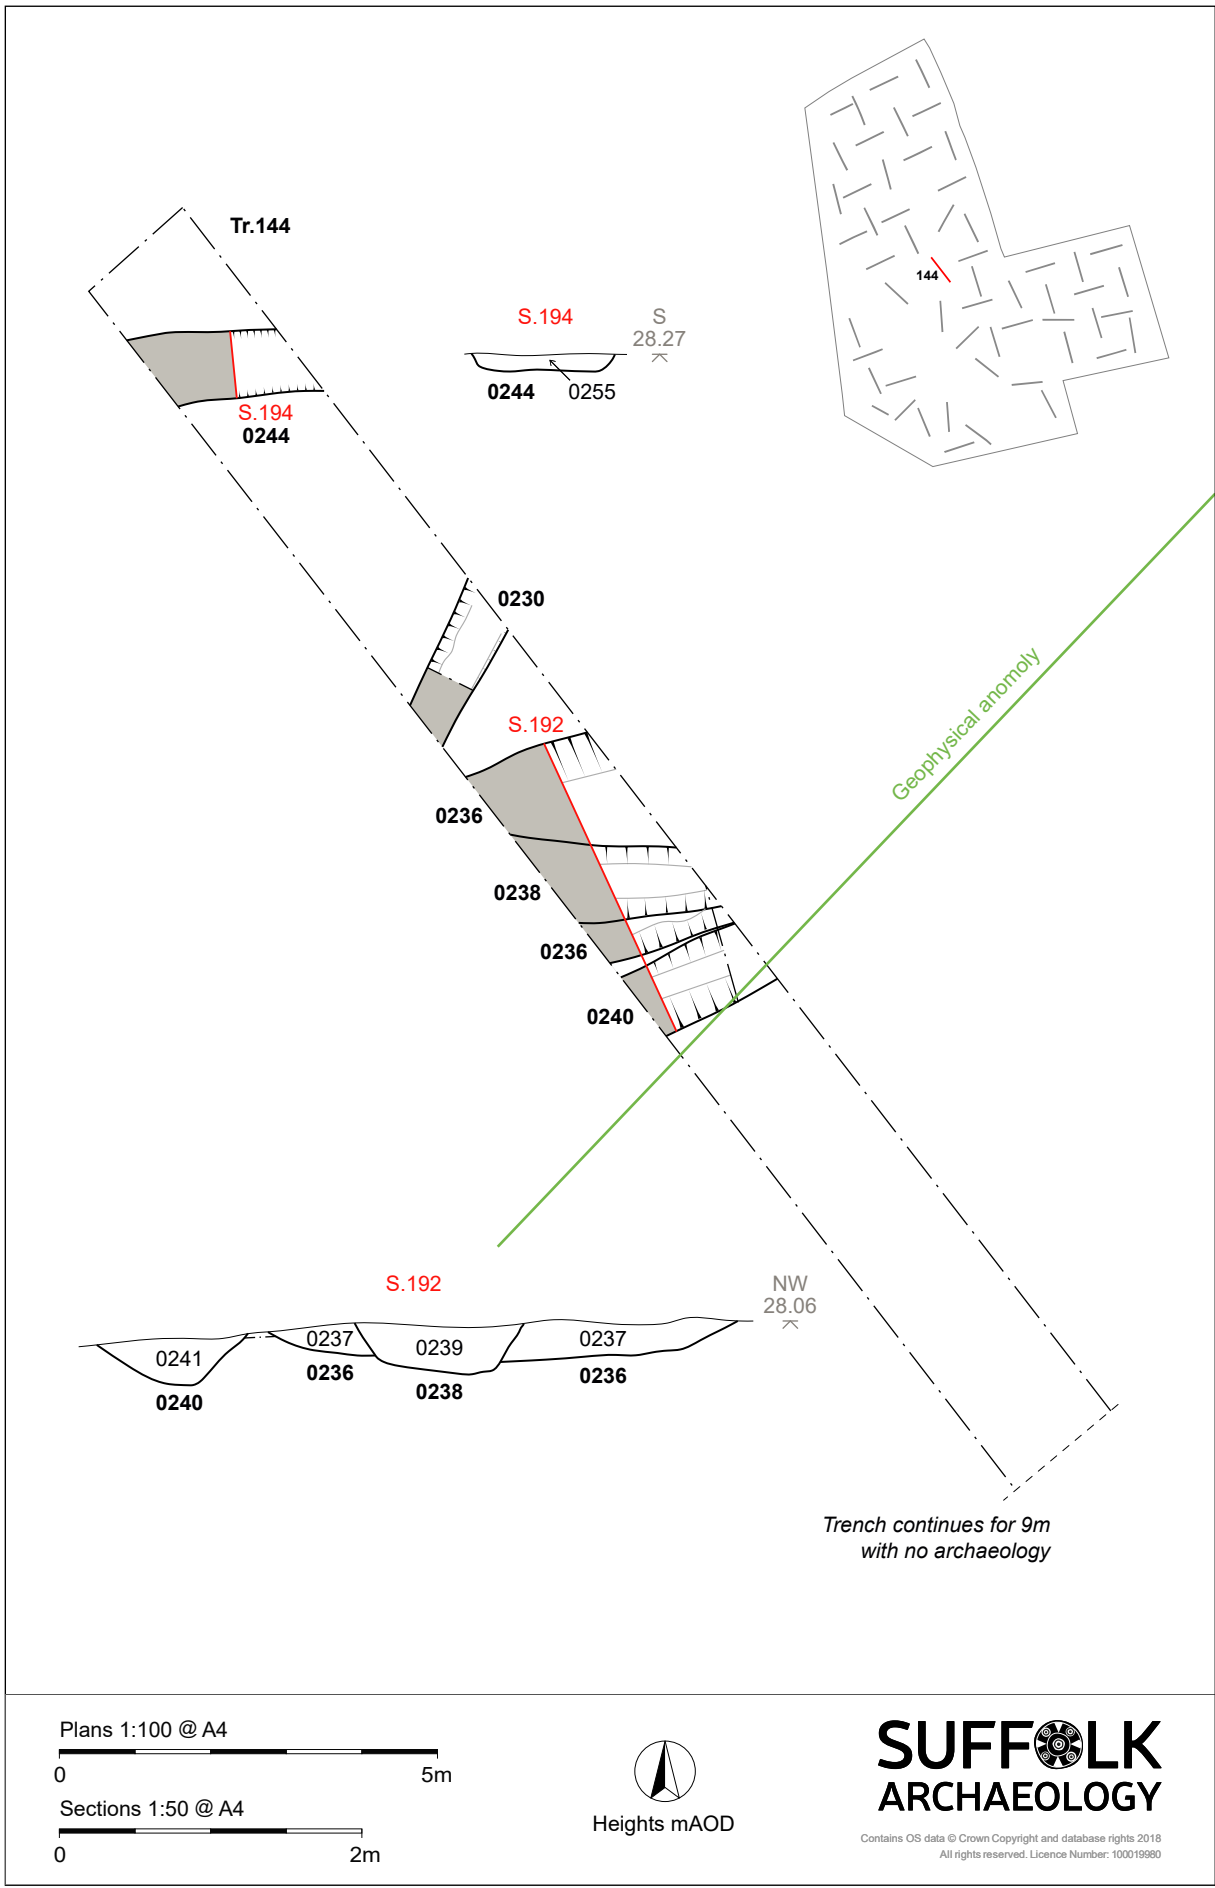 Tr.144
144
S.194
S
28.27
0244
0255
S.194
0244
0230
S.192
0236
0238
0236
0240
Geophysical anomoly
S.192
NW
28.06
0241
0237
0239
0237
0240
0236
0238
0236
Trench continues for 9m
with no archaeology
Plans 1:100 @ A4
0 5m
Sections 1:50 @ A4
0 2m
Heights mAOD
SUFFOLK
ARCHAEOLOGY
Contains OS data © Crown Copyright and database rights 2018
All rights reserved. Licence Number: 100019980